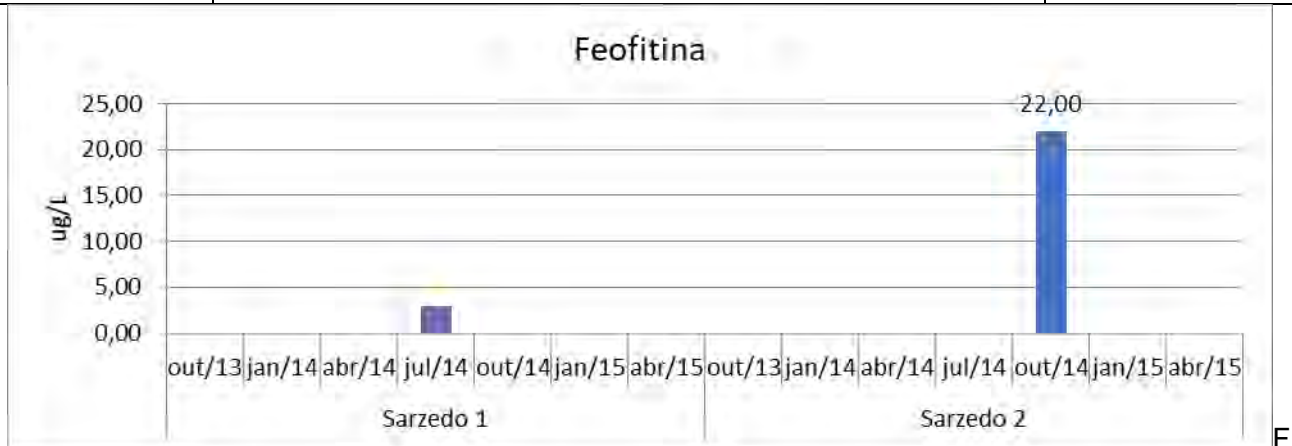 Feofitina
25,00
20,00
15,00
10,00
5,00
0,00
ug/L
22,00
out/13 jan/14 abr/14 jul/14 out/14 jan/15 abr/15 out/13 jan/14 abr/14 jul/14 out/14 jan/15 abr/15
Sarzedo 1 Sarzedo 2
F